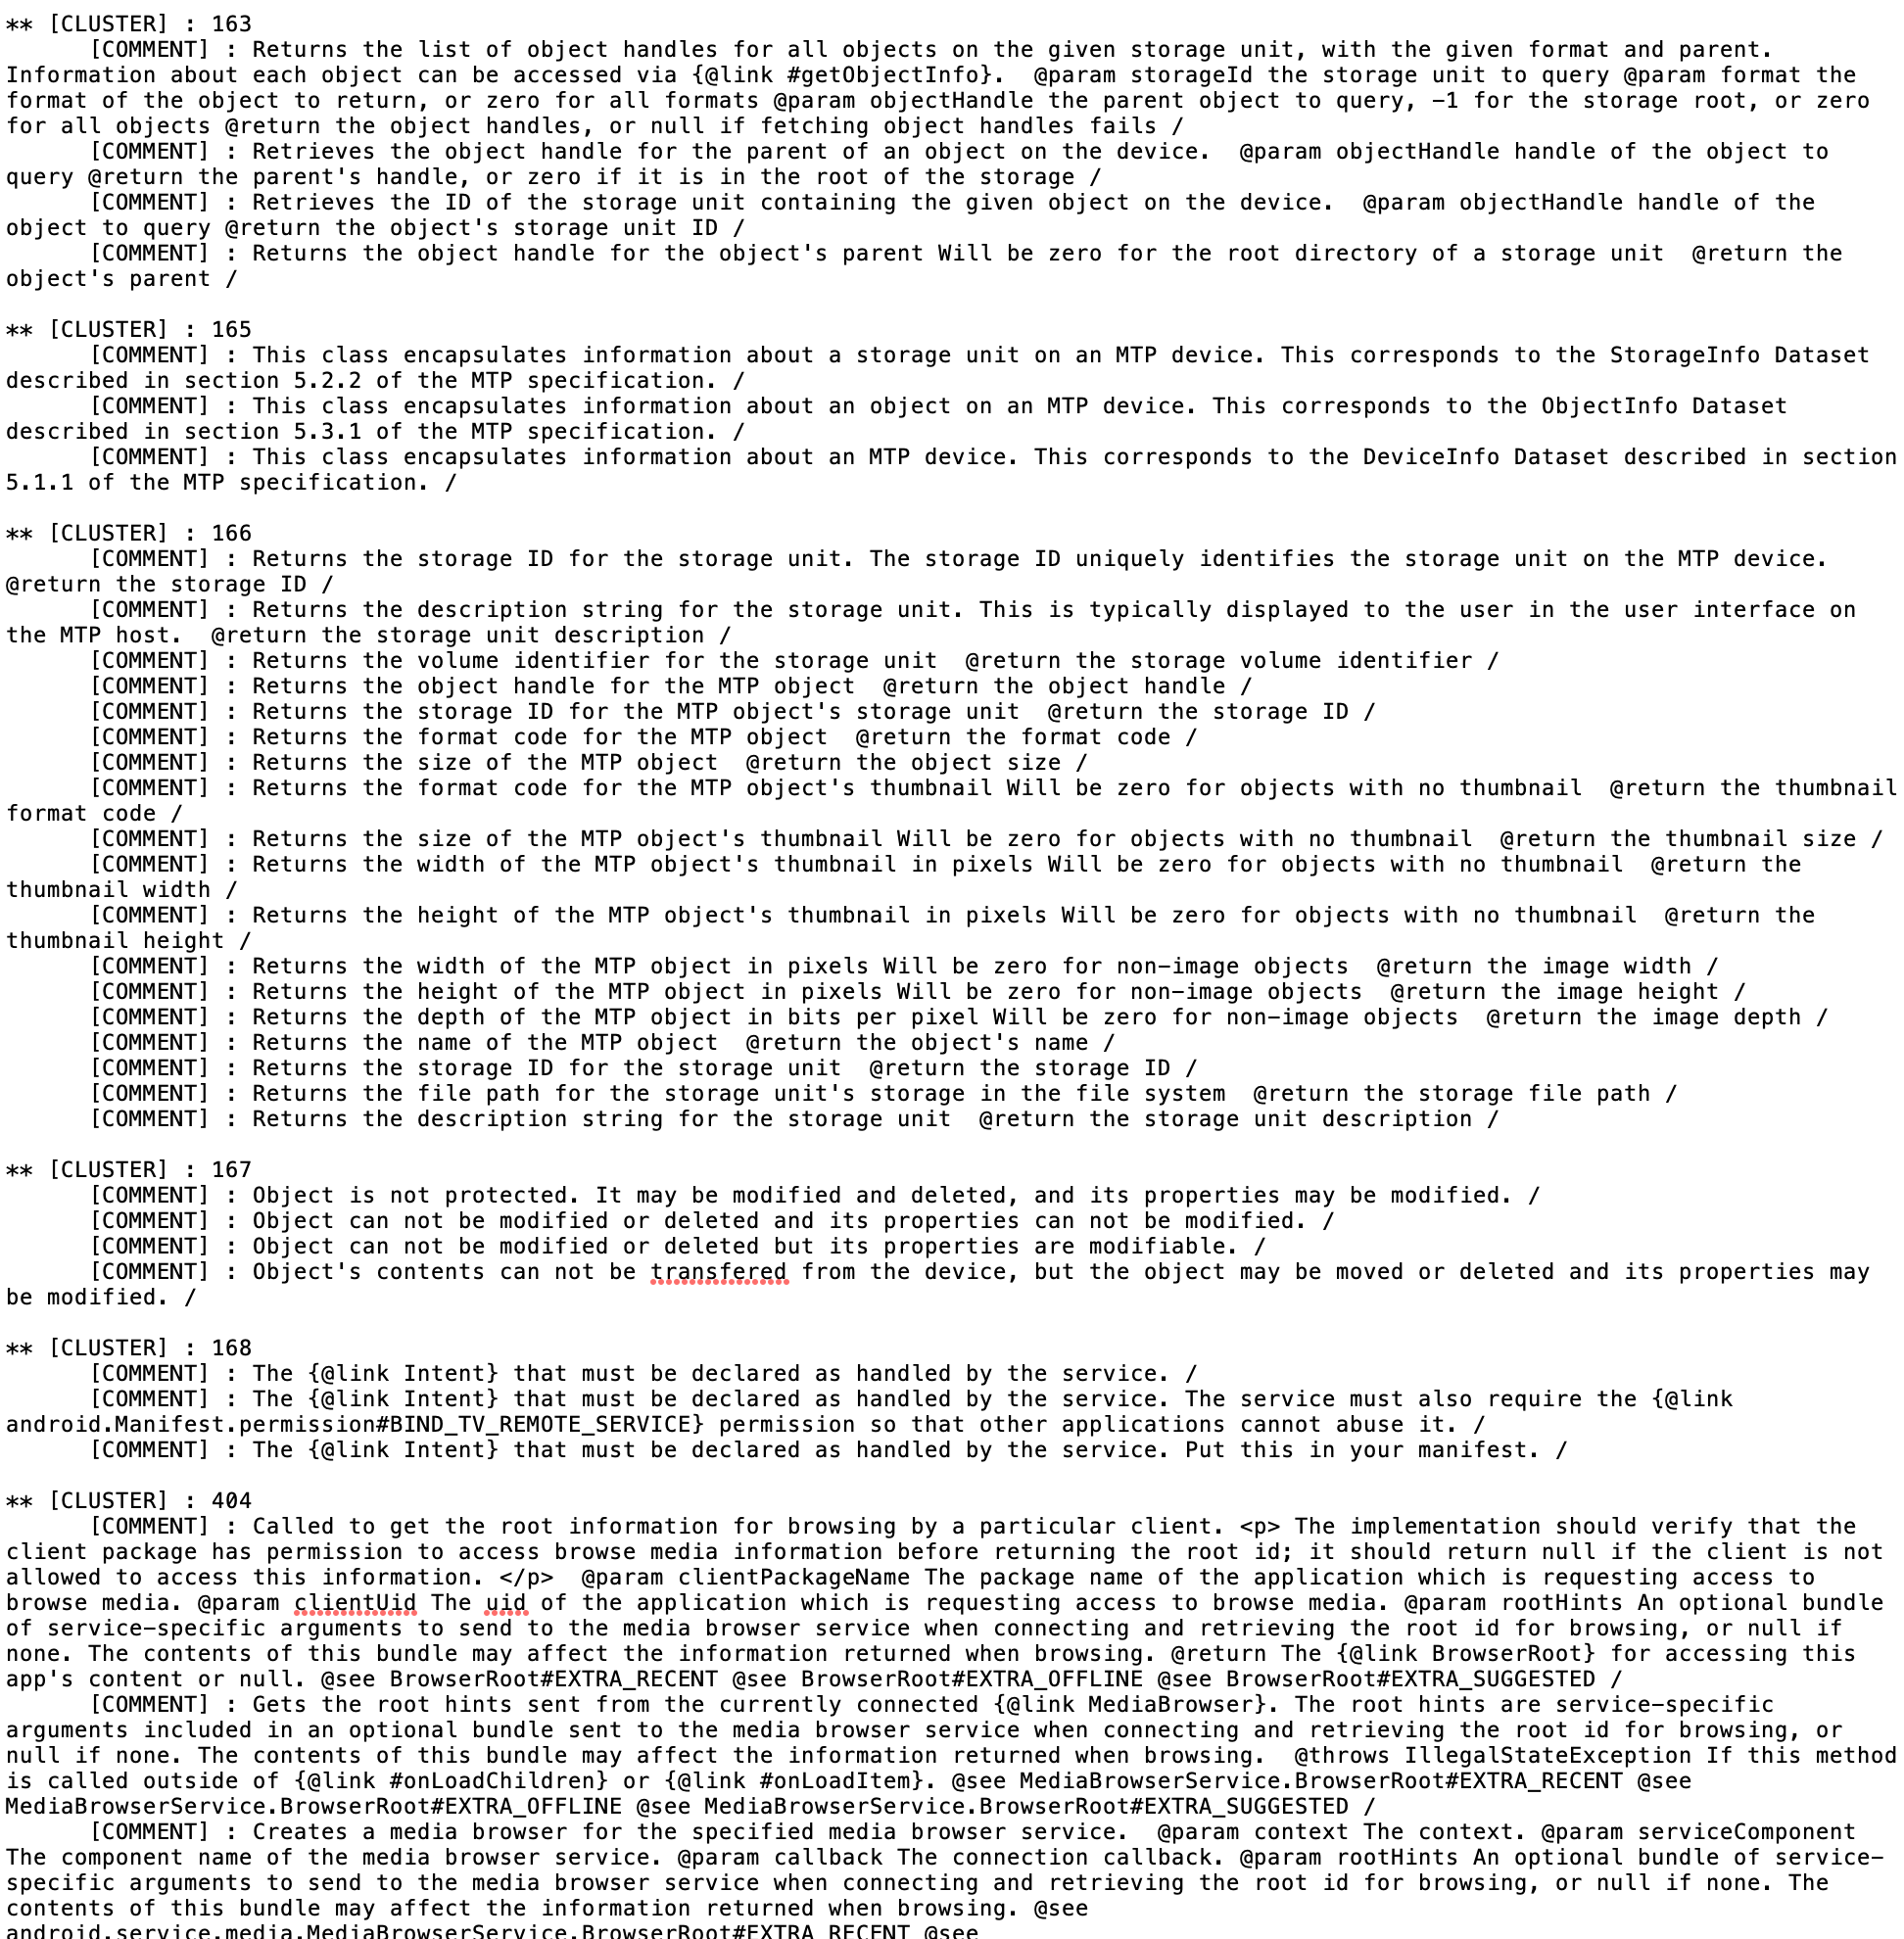 ** [CLUSTER] : 163
[COMMENT] : Returns the list of object handles for all objects on the given storage unit, with the given format and parent.
Information about each object can be accessed via {@link #getObjectInfo}.  @param storageId the storage unit to query @param format the
format of the object to return, or zero for all formats @param objectHandle the parent object to query, -1 for the storage root, or zero
for all objects @return the object handles, or null if fetching object handles fails /
[COMMENT] : Retrieves the object handle for the parent of an object on the device.  @param objectHandle handle of the object to
query @return the parent's handle, or zero if it is in the root of the storage /
[COMMENT] : Retrieves the ID of the storage unit containing the given object on the device.  @param objectHandle handle of the
object to query @return the object's storage unit ID /
[COMMENT] : Returns the object handle for the object's parent Will be zero for the root directory of a storage unit  @return the
object's parent /

** [CLUSTER] : 165
[COMMENT] : This class encapsulates information about a storage unit on an MTP device. This corresponds to the StorageInfo Dataset
described in section 5.2.2 of the MTP specification. /
[COMMENT] : This class encapsulates information about an object on an MTP device. This corresponds to the ObjectInfo Dataset
described in section 5.3.1 of the MTP specification. /
[COMMENT] : This class encapsulates information about an MTP device. This corresponds to the DeviceInfo Dataset described in section
5.1.1 of the MTP specification. /

** [CLUSTER] : 166
[COMMENT] : Returns the storage ID for the storage unit. The storage ID uniquely identifies the storage unit on the MTP device.
@return the storage ID /
[COMMENT] : Returns the description string for the storage unit. This is typically displayed to the user in the user interface on
the MTP host.  @return the storage unit description /
[COMMENT] : Returns the volume identifier for the storage unit  @return the storage volume identifier /
[COMMENT] : Returns the object handle for the MTP object  @return the object handle /
[COMMENT] : Returns the storage ID for the MTP object's storage unit  @return the storage ID /
[COMMENT] : Returns the format code for the MTP object  @return the format code /
[COMMENT] : Returns the size of the MTP object  @return the object size /
[COMMENT] : Returns the format code for the MTP object's thumbnail Will be zero for objects with no thumbnail  @return the thumbnail
format code /
[COMMENT] : Returns the size of the MTP object's thumbnail Will be zero for objects with no thumbnail  @return the thumbnail size /
[COMMENT] : Returns the width of the MTP object's thumbnail in pixels Will be zero for objects with no thumbnail  @return the
thumbnail width /
[COMMENT] : Returns the height of the MTP object's thumbnail in pixels Will be zero for objects with no thumbnail  @return the
thumbnail height /
[COMMENT] : Returns the width of the MTP object in pixels Will be zero for non-image objects  @return the image width /
[COMMENT] : Returns the height of the MTP object in pixels Will be zero for non-image objects  @return the image height /
[COMMENT] : Returns the depth of the MTP object in bits per pixel Will be zero for non-image objects  @return the image depth /
[COMMENT] : Returns the name of the MTP object  @return the object's name /
[COMMENT] : Returns the storage ID for the storage unit  @return the storage ID /
[COMMENT] : Returns the file path for the storage unit's storage in the file system  @return the storage file path /
[COMMENT] : Returns the description string for the storage unit  @return the storage unit description /

** [CLUSTER] : 167
[COMMENT] : Object is not protected. It may be modified and deleted, and its properties may be modified. /
[COMMENT] : Object can not be modified or deleted and its properties can not be modified. /
[COMMENT] : Object can not be modified or deleted but its properties are modifiable. /
[COMMENT] : Object's contents can not be transfered from the device, but the object may be moved or deleted and its properties may
be modified. /

** [CLUSTER] : 168
[COMMENT] : The {@link Intent} that must be declared as handled by the service. /
[COMMENT] : The {@link Intent} that must be declared as handled by the service. The service must also require the {@link
android.Manifest.permission#BIND_TV_REMOTE_SERVICE} permission so that other applications cannot abuse it. /
[COMMENT] : The {@link Intent} that must be declared as handled by the service. Put this in your manifest. /

** [CLUSTER] : 404
[COMMENT] : Called to get the root information for browsing by a particular client. <p> The implementation should verify that the
client package has permission to access browse media information before returning the root id; it should return null if the client is not
allowed to access this information. </p>  @param clientPackageName The package name of the application which is requesting access to
browse media. @param clientUid The uid of the application which is requesting access to browse media. @param rootHints An optional bundle
of service-specific arguments to send to the media browser service when connecting and retrieving the root id for browsing, or null if
none. The contents of this bundle may affect the information returned when browsing. @return The {@link BrowserRoot} for accessing this
app's content or null. @see BrowserRoot#EXTRA_RECENT @see BrowserRoot#EXTRA_OFFLINE @see BrowserRoot#EXTRA_SUGGESTED /
[COMMENT] : Gets the root hints sent from the currently connected {@link MediaBrowser}. The root hints are service-specific
arguments included in an optional bundle sent to the media browser service when connecting and retrieving the root id for browsing, or
null if none. The contents of this bundle may affect the information returned when browsing.  @throws IllegalStateException If this method
is called outside of {@link #onLoadChildren} or {@link #onLoadItem}. @see MediaBrowserService.BrowserRoot#EXTRA_RECENT @see
MediaBrowserService.BrowserRoot#EXTRA_OFFLINE @see MediaBrowserService.BrowserRoot#EXTRA_SUGGESTED /
[COMMENT] : Creates a media browser for the specified media browser service.  @param context The context. @param serviceComponent
The component name of the media browser service. @param callback The connection callback. @param rootHints An optional bundle of service-
specific arguments to send to the media browser service when connecting and retrieving the root id for browsing, or null if none. The
contents of this bundle may affect the information returned when browsing. @see
android.service.media.MediaBrowserService.BrowserRoot#EXTRA_RECENT @see